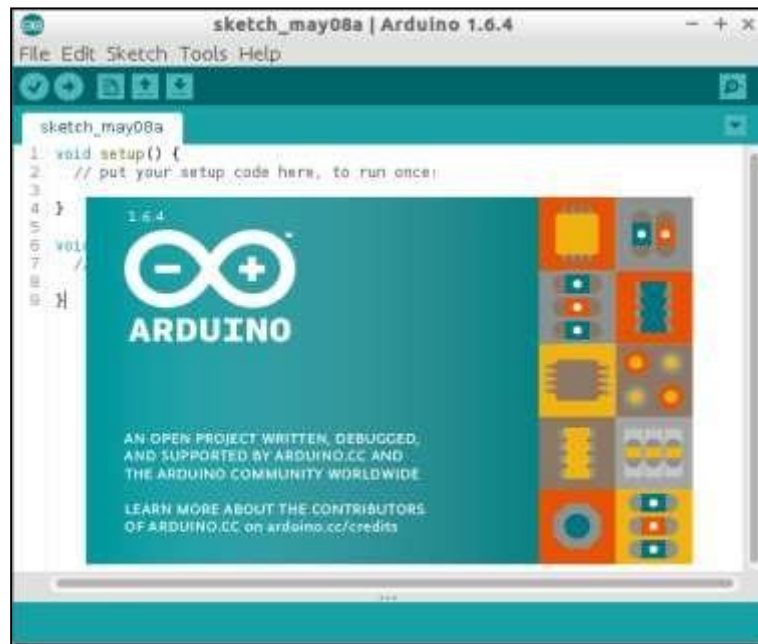 sketch_may08a | Arduino 1.6.4
File Edit Sketch Tools Help
sketch_may08a
1 void setup() {
2 // put your setup code here, to run once:
3
4 }
5
6 voi
7 //
8
9 }
1.6.4
ARDUINO
AN OPEN PROJECT WRITTEN, DEBUGGED,
AND SUPPORTED BY ARDUINO.CC AND
THE ARDUINO COMMUNITY WORLDWIDE
LEARN MORE ABOUT THE CONTRIBUTORS
OF ARDUINO.CC on arduino.cc/credits